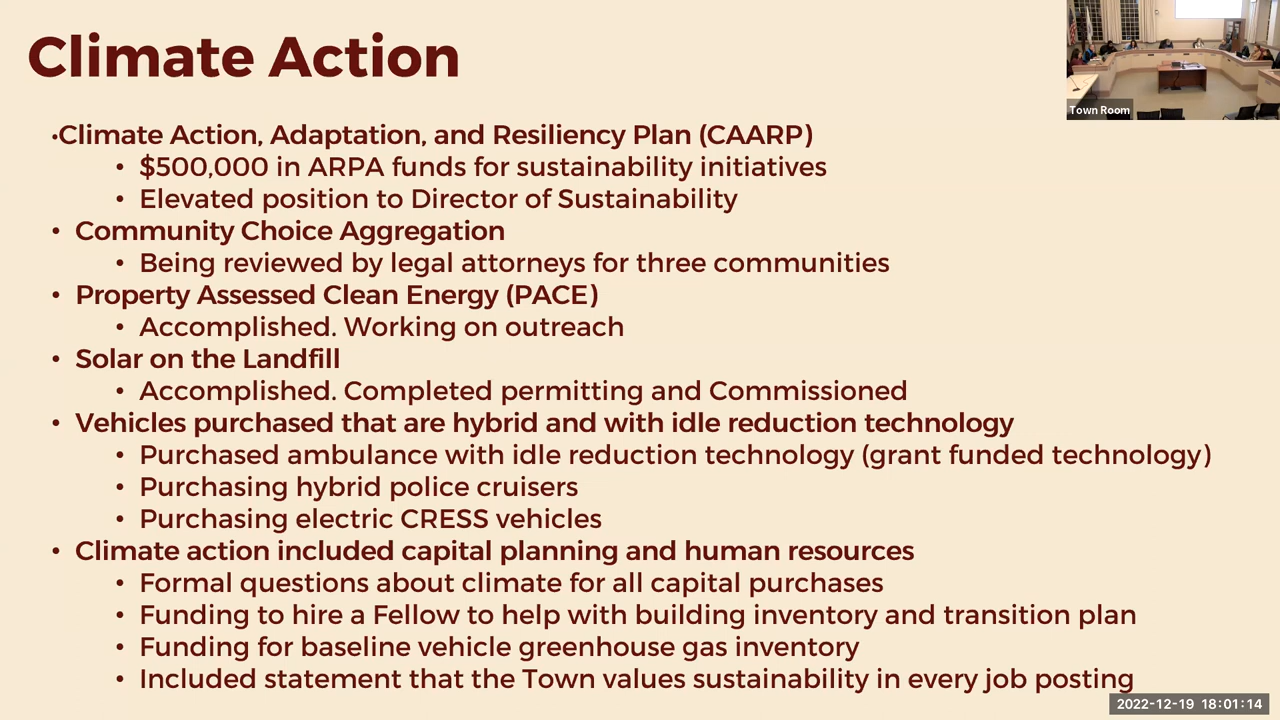 Climate Action
Town Room
•Climate Action, Adaptation, and Resiliency Plan (CAARP)
• $500,000 in ARPA funds for sustainability initiatives
• Elevated position to Director of Sustainability
• Community Choice Aggregation
• Being reviewed by legal attorneys for three communities
• Property Assessed Clean Energy (PACE)
• Accomplished. Working on outreach
• Solar on the Landfill
• Accomplished. Completed permitting and Commissioned
• Vehicles purchased that are hybrid and with idle reduction technology
• Purchased ambulance with idle reduction technology (grant funded technology)
• Purchasing hybrid police cruisers
• Purchasing electric CRESS vehicles
• Climate action included capital planning and human resources
• Formal questions about climate for all capital purchases
• Funding to hire a Fellow to help with building inventory and transition plan
• Funding for baseline vehicle greenhouse gas inventory
• Included statement that the Town values sustainability in every job posting
2022-12-19 18:01:14